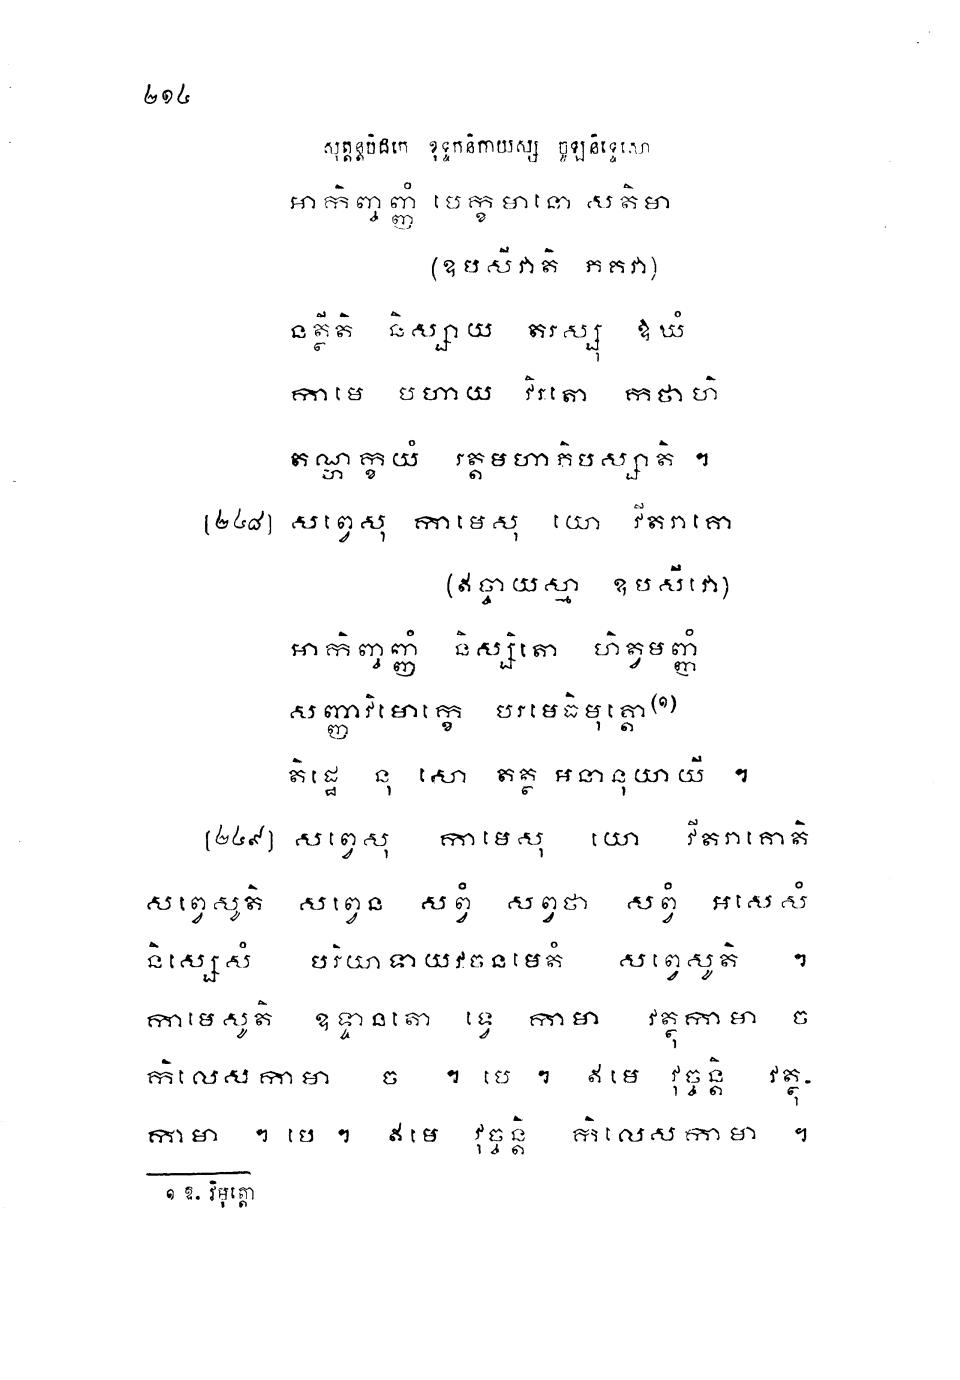 ២១៤
សុត្តន្តបិដកេ ខុទ្ទកនិកាយស្ស ចូឡនិទ្ទេសោ
អាកិញ្ចញ្ញំ បេក្ខមានោ សតិមា
(ឧបសីវាតិ ភគវា)
នត្ថីតិ និស្សាយ តរស្សុ ឱឃំ
កាមេ បហាយ វិរតោ កថាហិ
តណ្ហក្ខយំ រត្តមហាភិបស្សាតិ ។
[២៤៨] សព្វេសុ កាមេសុ យោ វីតរាគោ
(ឥច្ចាយស្មា ឧបសីវោ)
អាកិញ្ចញ្ញំ និស្សិតោ ហិត្វមញ្ញំ
សញ្ញាវិមោក្ខេ បរមេធិមុត្តោ(១)
តិដ្ឋេ នុ សោ តត្ថ អនានុយាយី ។
[២៤៩] សព្វេសុ កាមេសុ យោ វីតរាគោតិ
សព្វេសូតិ សព្វេន សព្វំ សព្វថា សព្វំ អសេសំ
និស្សេសំ បរិយាទាយវចនមេតំ សព្វេសូតិ ។
កាមេសូតិ ឧទ្ទានតោ ទ្វេ កាមា វត្ថុកាមា ច
កិលេសកាមា ច ។ បេ ។ ឥមេ វុច្ចន្តិ វត្ថុ-
កាមា ។ បេ ។ ឥមេ វុច្ចន្តិ កិលេសកាមា ។
១ ឱ. វិមុត្តោ